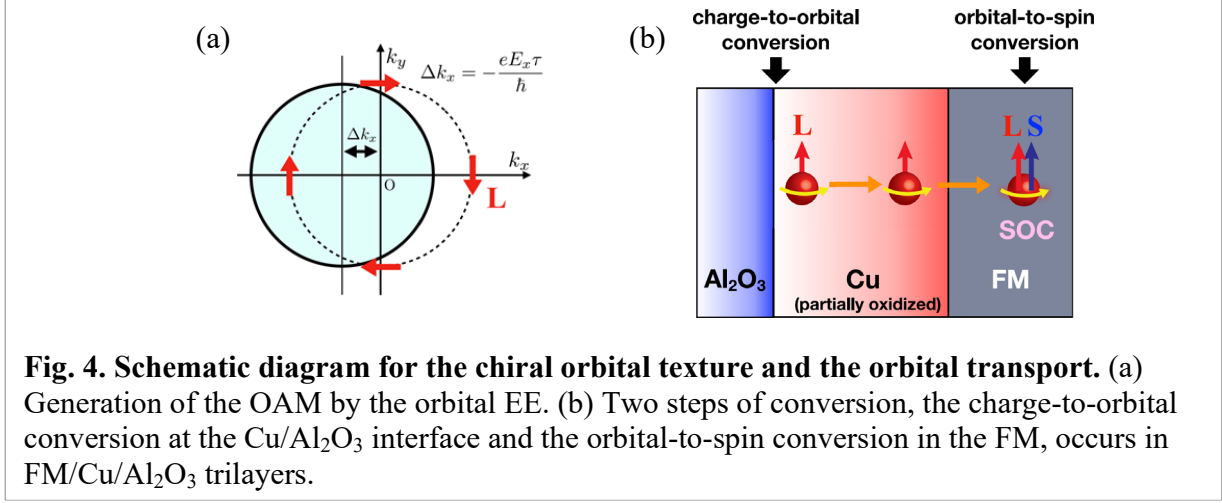 (a)
k_y
Δk_x = −eE_xτ/ħ
Δk_x
k_x
O
L
(b)
charge-to-orbital
conversion
orbital-to-spin
conversion
L
L S
SOC
Al₂O₃
Cu
(partially oxidized)
FM
Fig. 4. Schematic diagram for the chiral orbital texture and the orbital transport. (a)
Generation of the OAM by the orbital EE. (b) Two steps of conversion, the charge-to-orbital
conversion at the Cu/Al₂O₃ interface and the orbital-to-spin conversion in the FM, occurs in
FM/Cu/Al₂O₃ trilayers.